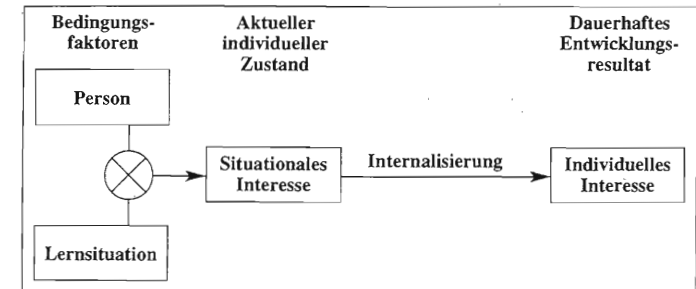 Bedingungs-
faktoren
Aktueller
individueller
Zustand
Dauerhaftes
Entwicklungs-
resultat
Person
Situationales
Interesse
Internalisierung
Individuelles
Interesse
Lernsituation